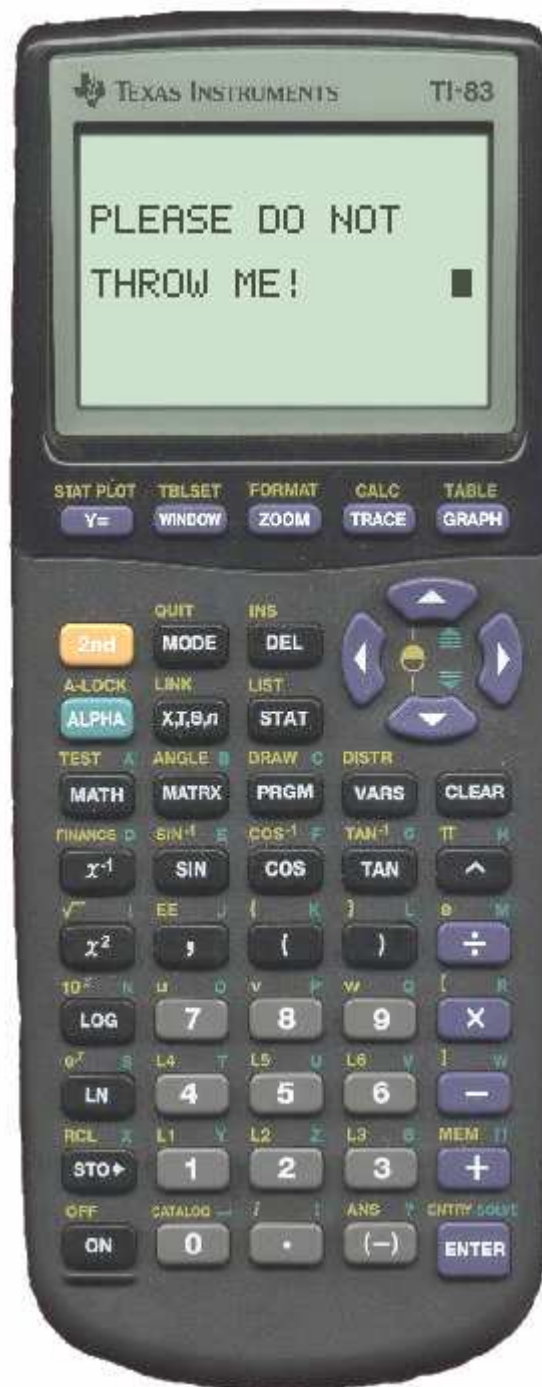 TEXAS INSTRUMENTS TI-83
PLEASE DO NOT
THROW ME!
STAT PLOT TBLSET FORMAT CALC TABLE
Y= WINDOW ZOOM TRACE GRAPH
QUIT INS
2nd MODE DEL
A-LOCK LINK LIST
ALPHA X,T,θ,n STAT
TEST A ANGLE B DRAW C DISTR
MATH MATRX PRGM VARS CLEAR
FINANCE D SIN⁻¹ E COS⁻¹ F TAN⁻¹ G π H
x⁻¹ SIN COS TAN ^
√ I EE J { K } L e M
x² , ( ) ÷
10ˣ N u O v P w Q [ R
LOG 7 8 9 ×
eˣ S L4 T L5 U L6 V ] W
LN 4 5 6 −
RCL X L1 Y L2 Z L3 MEM
STO▸ 1 2 3 +
OFF CATALOG i : ANS ? ENTRY SOLVE
ON 0 . (−) ENTER